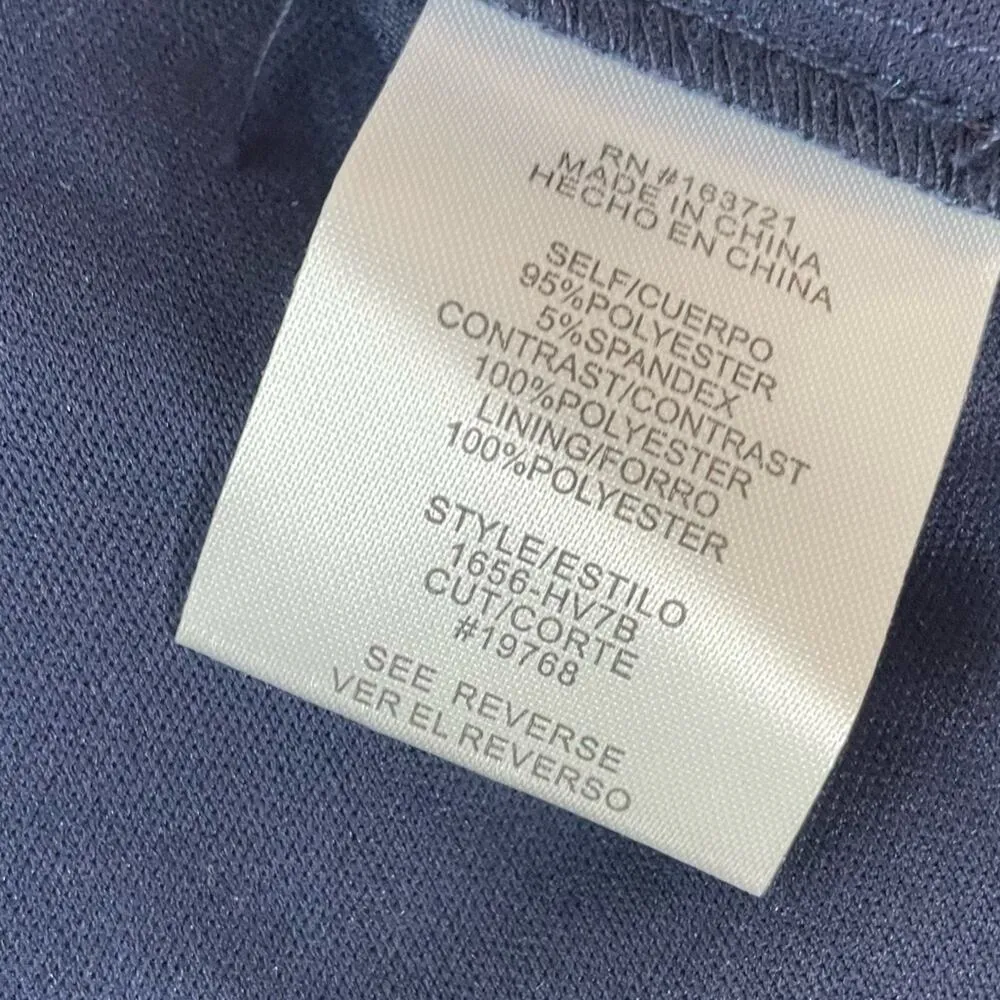 RN #163721
MADE IN CHINA
HECHO EN CHINA
SELF/CUERPO
95%POLYESTER
5%SPANDEX
CONTRAST/CONTRAST
100%POLYESTER
LINING/FORRO
100%POLYESTER
STYLE/ESTILO
1656-HV7B
CUT/CORTE
#19768
SEE REVERSE
VER EL REVERSO